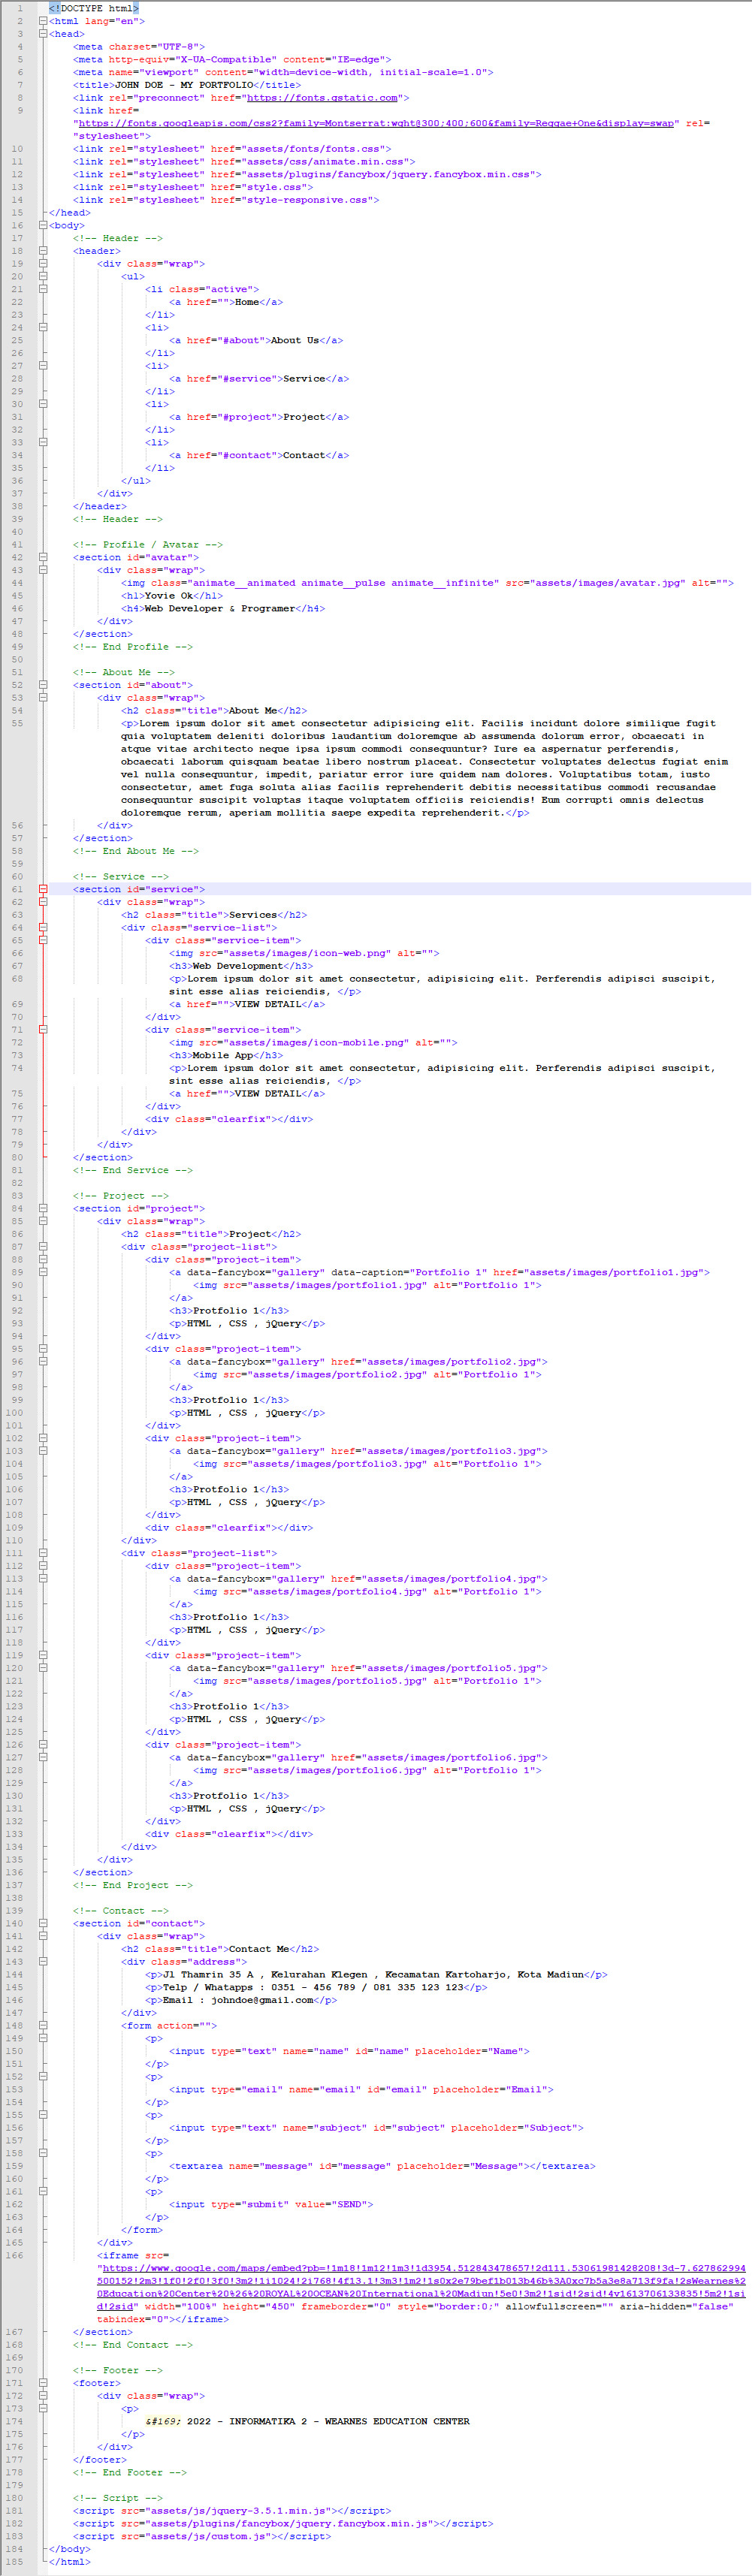 1 <!DOCTYPE html>
2 <html lang="en">
3 <head>
4 <meta charset="UTF-8">
5 <meta http-equiv="X-UA-Compatible" content="IE=edge">
6 <meta name="viewport" content="width=device-width, initial-scale=1.0">
7 <title>JOHN DOE - MY PORTFOLIO</title>
8 <link rel="preconnect" href="https://fonts.gstatic.com">
9 <link href=
"https://fonts.googleapis.com/css2?family=Montserrat:wght@300;400;600&family=Reggae+One&display=swap" rel=
"stylesheet">
10 <link rel="stylesheet" href="assets/fonts/fonts.css">
11 <link rel="stylesheet" href="assets/css/animate.min.css">
12 <link rel="stylesheet" href="assets/plugins/fancybox/jquery.fancybox.min.css">
13 <link rel="stylesheet" href="style.css">
14 <link rel="stylesheet" href="style-responsive.css">
15 </head>
16 <body>
17 <!-- Header -->
18 <header>
19 <div class="wrap">
20 <ul>
21 <li class="active">
22 <a href="">Home</a>
23 </li>
24 <li>
25 <a href="#about">About Us</a>
26 </li>
27 <li>
28 <a href="#service">Service</a>
29 </li>
30 <li>
31 <a href="#project">Project</a>
32 </li>
33 <li>
34 <a href="#contact">Contact</a>
35 </li>
36 </ul>
37 </div>
38 </header>
39 <!-- Header -->
40
41 <!-- Profile / Avatar -->
42 <section id="avatar">
43 <div class="wrap">
44 <img class="animate__animated animate__pulse animate__infinite" src="assets/images/avatar.jpg" alt="">
45 <h1>Yovie Ok</h1>
46 <h4>Web Developer & Programer</h4>
47 </div>
48 </section>
49 <!-- End Profile -->
50
51 <!-- About Me -->
52 <section id="about">
53 <div class="wrap">
54 <h2 class="title">About Me</h2>
55 <p>Lorem ipsum dolor sit amet consectetur adipisicing elit. Facilis incidunt dolore similique fugit
quia voluptatem deleniti doloribus laudantium doloremque ab assumenda dolorum error, obcaecati in
atque vitae architecto neque ipsa ipsum commodi consequuntur? Iure ea aspernatur perferendis,
obcaecati laborum quisquam beatae libero nostrum placeat. Consectetur voluptates delectus fugiat enim
vel nulla consequuntur, impedit, pariatur error iure quidem nam dolores. Voluptatibus totam, iusto
consectetur, amet fuga soluta alias facilis reprehenderit debitis necessitatibus commodi recusandae
consequuntur suscipit voluptas itaque voluptatem officiis reiciendis! Eum corrupti omnis delectus
doloremque rerum, aperiam mollitia saepe expedita reprehenderit.</p>
56 </div>
57 </section>
58 <!-- End About Me -->
59
60 <!-- Service -->
61 <section id="service">
62 <div class="wrap">
63 <h2 class="title">Services</h2>
64 <div class="service-list">
65 <div class="service-item">
66 <img src="assets/images/icon-web.png" alt="">
67 <h3>Web Development</h3>
68 <p>Lorem ipsum dolor sit amet consectetur, adipisicing elit. Perferendis adipisci suscipit,
sint esse alias reiciendis, </p>
69 <a href="">VIEW DETAIL</a>
70 </div>
71 <div class="service-item">
72 <img src="assets/images/icon-mobile.png" alt="">
73 <h3>Mobile App</h3>
74 <p>Lorem ipsum dolor sit amet consectetur, adipisicing elit. Perferendis adipisci suscipit,
sint esse alias reiciendis, </p>
75 <a href="">VIEW DETAIL</a>
76 </div>
77 <div class="clearfix"></div>
78 </div>
79 </div>
80 </section>
81 <!-- End Service -->
82
83 <!-- Project -->
84 <section id="project">
85 <div class="wrap">
86 <h2 class="title">Project</h2>
87 <div class="project-list">
88 <div class="project-item">
89 <a data-fancybox="gallery" data-caption="Portfolio 1" href="assets/images/portfolio1.jpg">
90 <img src="assets/images/portfolio1.jpg" alt="Portfolio 1">
91 </a>
92 <h3>Protfolio 1</h3>
93 <p>HTML , CSS , jQuery</p>
94 </div>
95 <div class="project-item">
96 <a data-fancybox="gallery" href="assets/images/portfolio2.jpg">
97 <img src="assets/images/portfolio2.jpg" alt="Portfolio 1">
98 </a>
99 <h3>Protfolio 1</h3>
100 <p>HTML , CSS , jQuery</p>
101 </div>
102 <div class="project-item">
103 <a data-fancybox="gallery" href="assets/images/portfolio3.jpg">
104 <img src="assets/images/portfolio3.jpg" alt="Portfolio 1">
105 </a>
106 <h3>Protfolio 1</h3>
107 <p>HTML , CSS , jQuery</p>
108 </div>
109 <div class="clearfix"></div>
110 </div>
111 <div class="project-list">
112 <div class="project-item">
113 <a data-fancybox="gallery" href="assets/images/portfolio4.jpg">
114 <img src="assets/images/portfolio4.jpg" alt="Portfolio 1">
115 </a>
116 <h3>Protfolio 1</h3>
117 <p>HTML , CSS , jQuery</p>
118 </div>
119 <div class="project-item">
120 <a data-fancybox="gallery" href="assets/images/portfolio5.jpg">
121 <img src="assets/images/portfolio5.jpg" alt="Portfolio 1">
122 </a>
123 <h3>Protfolio 1</h3>
124 <p>HTML , CSS , jQuery</p>
125 </div>
126 <div class="project-item">
127 <a data-fancybox="gallery" href="assets/images/portfolio6.jpg">
128 <img src="assets/images/portfolio6.jpg" alt="Portfolio 1">
129 </a>
130 <h3>Protfolio 1</h3>
131 <p>HTML , CSS , jQuery</p>
132 </div>
133 <div class="clearfix"></div>
134 </div>
135 </div>
136 </section>
137 <!-- End Project -->
138
139 <!-- Contact -->
140 <section id="contact">
141 <div class="wrap">
142 <h2 class="title">Contact Me</h2>
143 <div class="address">
144 <p>Jl Thamrin 35 A , Kelurahan Klegen , Kecamatan Kartoharjo, Kota Madiun</p>
145 <p>Telp / Whatapps : 0351 - 456 789 / 081 335 123 123</p>
146 <p>Email : johndoe@gmail.com</p>
147 </div>
148 <form action="">
149 <p>
150 <input type="text" name="name" id="name" placeholder="Name">
151 </p>
152 <p>
153 <input type="email" name="email" id="email" placeholder="Email">
154 </p>
155 <p>
156 <input type="text" name="subject" id="subject" placeholder="Subject">
157 </p>
158 <p>
159 <textarea name="message" id="message" placeholder="Message"></textarea>
160 </p>
161 <p>
162 <input type="submit" value="SEND">
163 </p>
164 </form>
165 </div>
166 <iframe src=
"https://www.google.com/maps/embed?pb=!1m18!1m12!1m3!1d3954.512843478657!2d111.53061981428208!3d-7.627862994
500152!2m3!1f0!2f0!3f0!3m2!1i1024!2i768!4f13.1!3m3!1m2!1s0x2e79bef1b013b46b%3A0xc7b5a3e8a713f9fa!2sWearnes%2
0Education%20Center%20%26%20ROYAL%20OCEAN%20International%20Madiun!5e0!3m2!1sid!2sid!4v1613706133835!5m2!1si
d!2sid" width="100%" height="450" frameborder="0" style="border:0;" allowfullscreen="" aria-hidden="false"
tabindex="0"></iframe>
167 </section>
168 <!-- End Contact -->
169
170 <!-- Footer -->
171 <footer>
172 <div class="wrap">
173 <p>
174 &#169; 2022 - INFORMATIKA 2 - WEARNES EDUCATION CENTER
175 </p>
176 </div>
177 </footer>
178 <!-- End Footer -->
179
180 <!-- Script -->
181 <script src="assets/js/jquery-3.5.1.min.js"></script>
182 <script src="assets/plugins/fancybox/jquery.fancybox.min.js"></script>
183 <script src="assets/js/custom.js"></script>
184 </body>
185 </html>